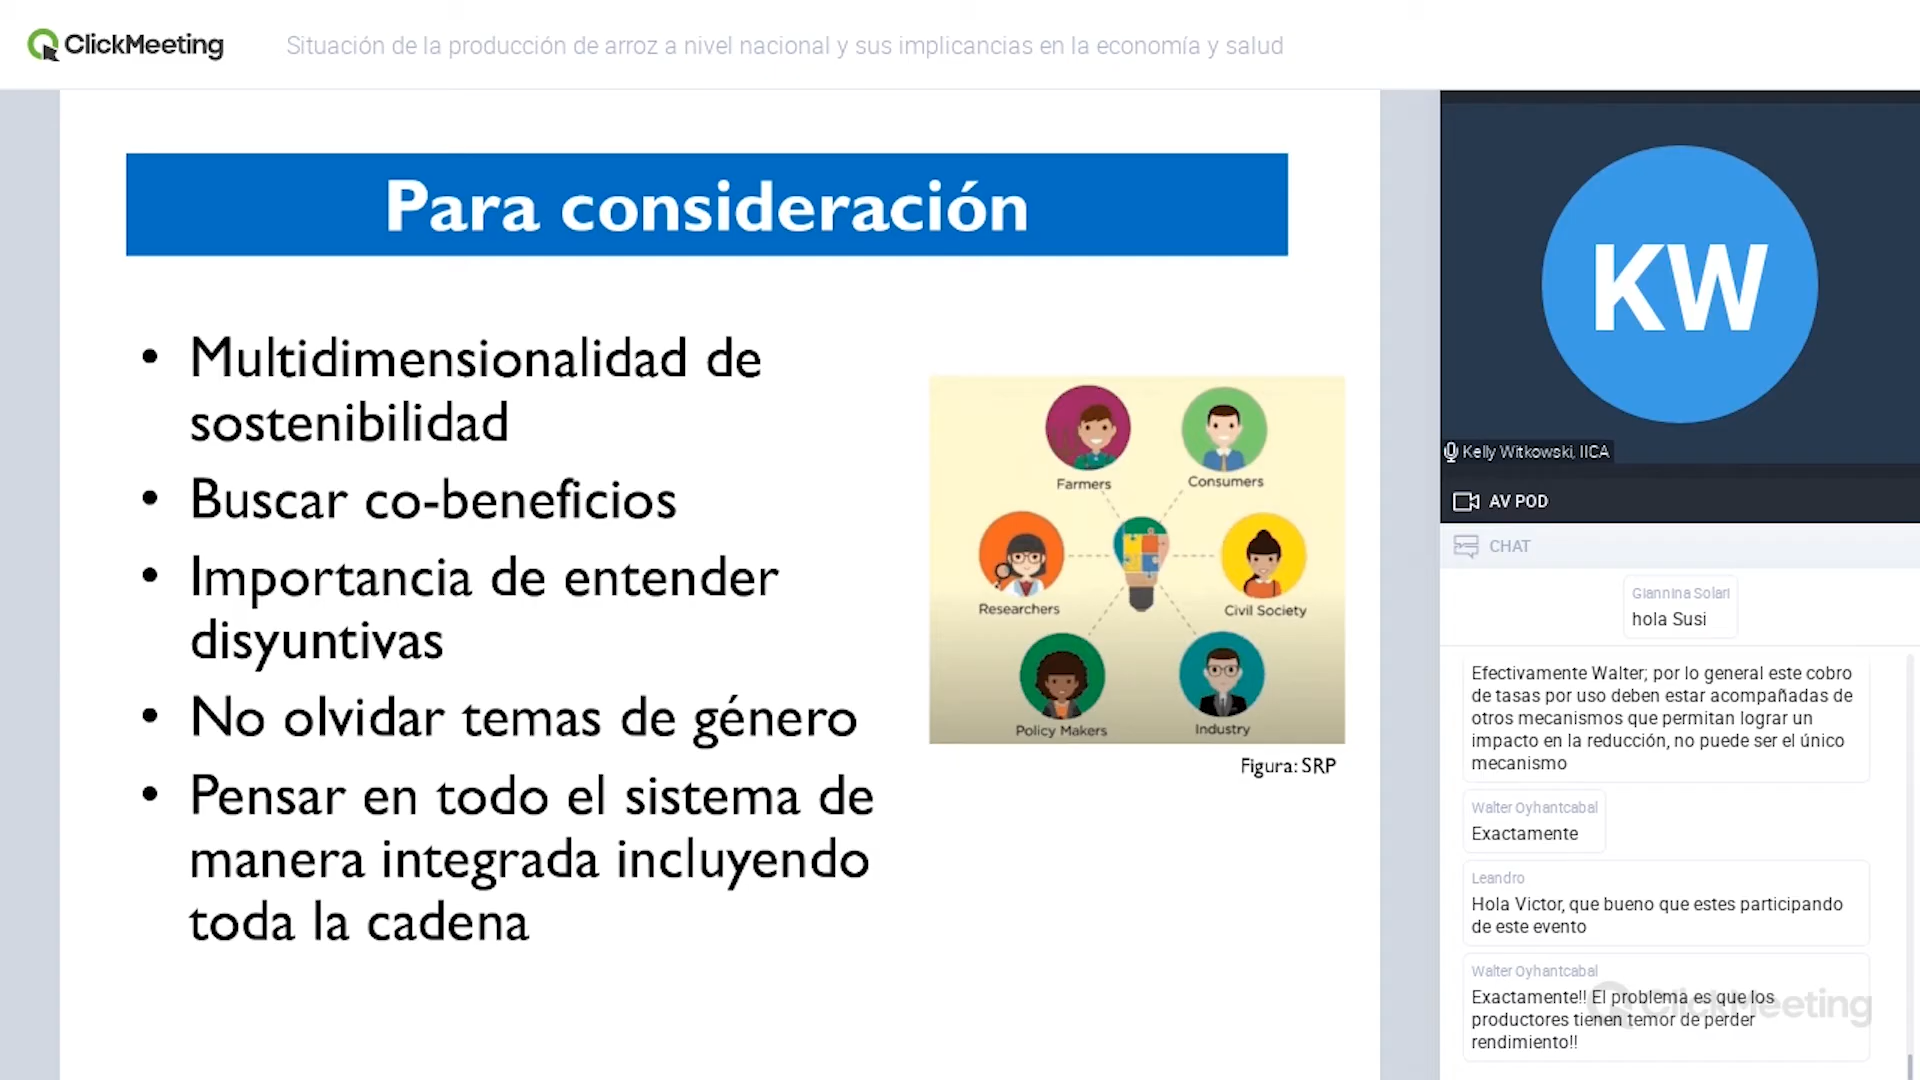 ClickMeeting
Situación de la producción de arroz a nivel nacional y sus implicancias en la economía y salud
Para consideración
• Multidimensionalidad de
sostenibilidad
• Buscar co-beneficios
• Importancia de entender
disyuntivas
• No olvidar temas de género
• Pensar en todo el sistema de
manera integrada incluyendo
toda la cadena
Farmers
Consumers
Researchers
Civil Society
Policy Makers
Industry
Figura: SRP
KW
Kelly Witkowski, IICA
AV POD
CHAT
Giannina Solari
hola Susi
Efectivamente Walter; por lo general este cobro
de tasas por uso deben estar acompañadas de
otros mecanismos que permitan lograr un
impacto en la reducción, no puede ser el único
mecanismo
Walter Oyhantcabal
Exactamente
Leandro
Hola Victor, que bueno que estes participando
de este evento
Walter Oyhantcabal
Exactamente!! El problema es que los
productores tienen temor de perder
rendimiento!!
ClickMeeting